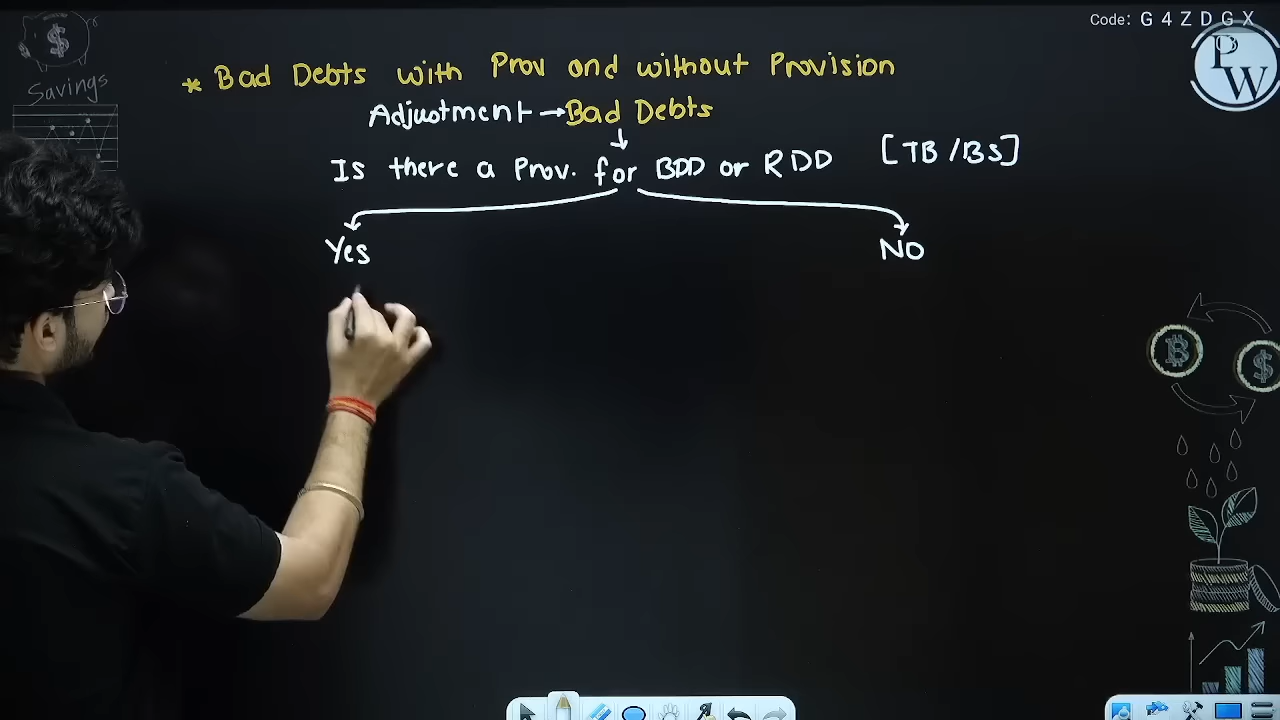 Code: G 4 Z D G X
PW
Savings
* Bad Debts with Prov and without Provision
Adjustment → Bad Debts
Is there a Prov. for BDD or RDD [TB/BS]
Yes NO